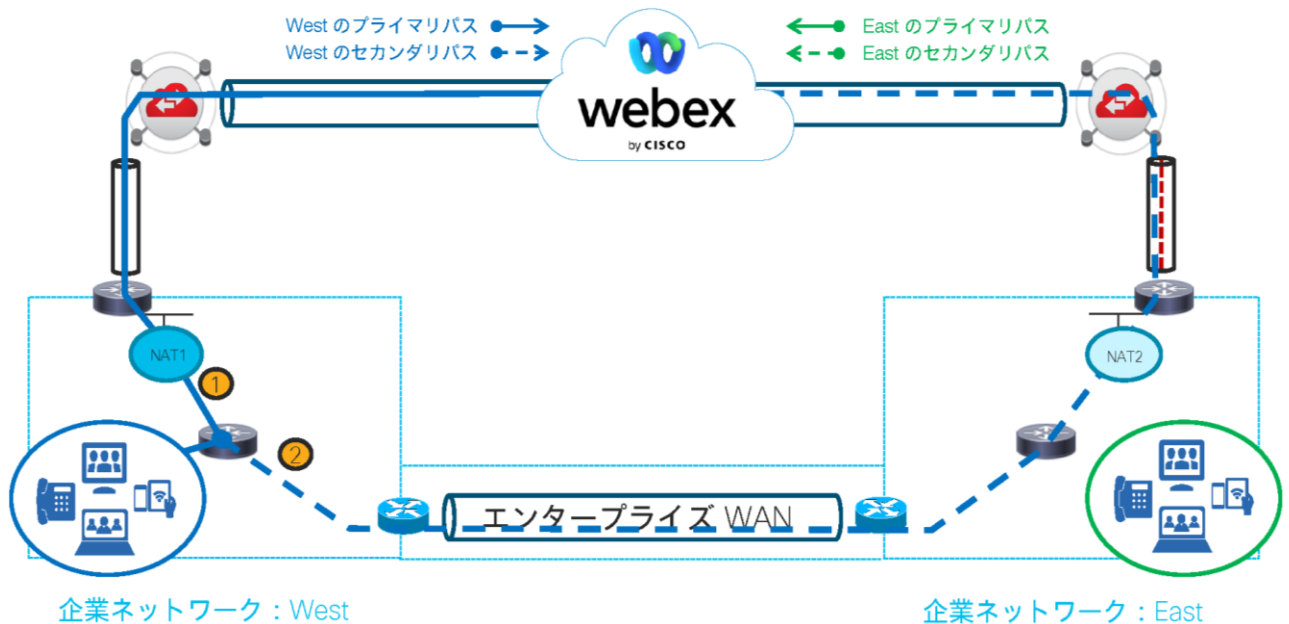 West のプライマリパス
West のセカンダリパス
East のプライマリパス
East のセカンダリパス
webex
by CISCO
NAT1
NAT2
1
2
エンタープライズ WAN
企業ネットワーク：West
企業ネットワーク：East